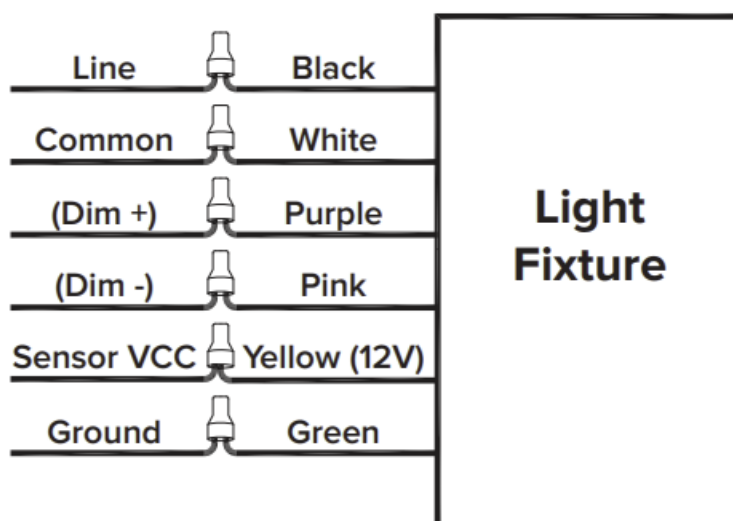 Line Black
Common White
(Dim +) Purple
(Dim -) Pink
Sensor VCC Yellow (12V)
Ground Green
Light
Fixture